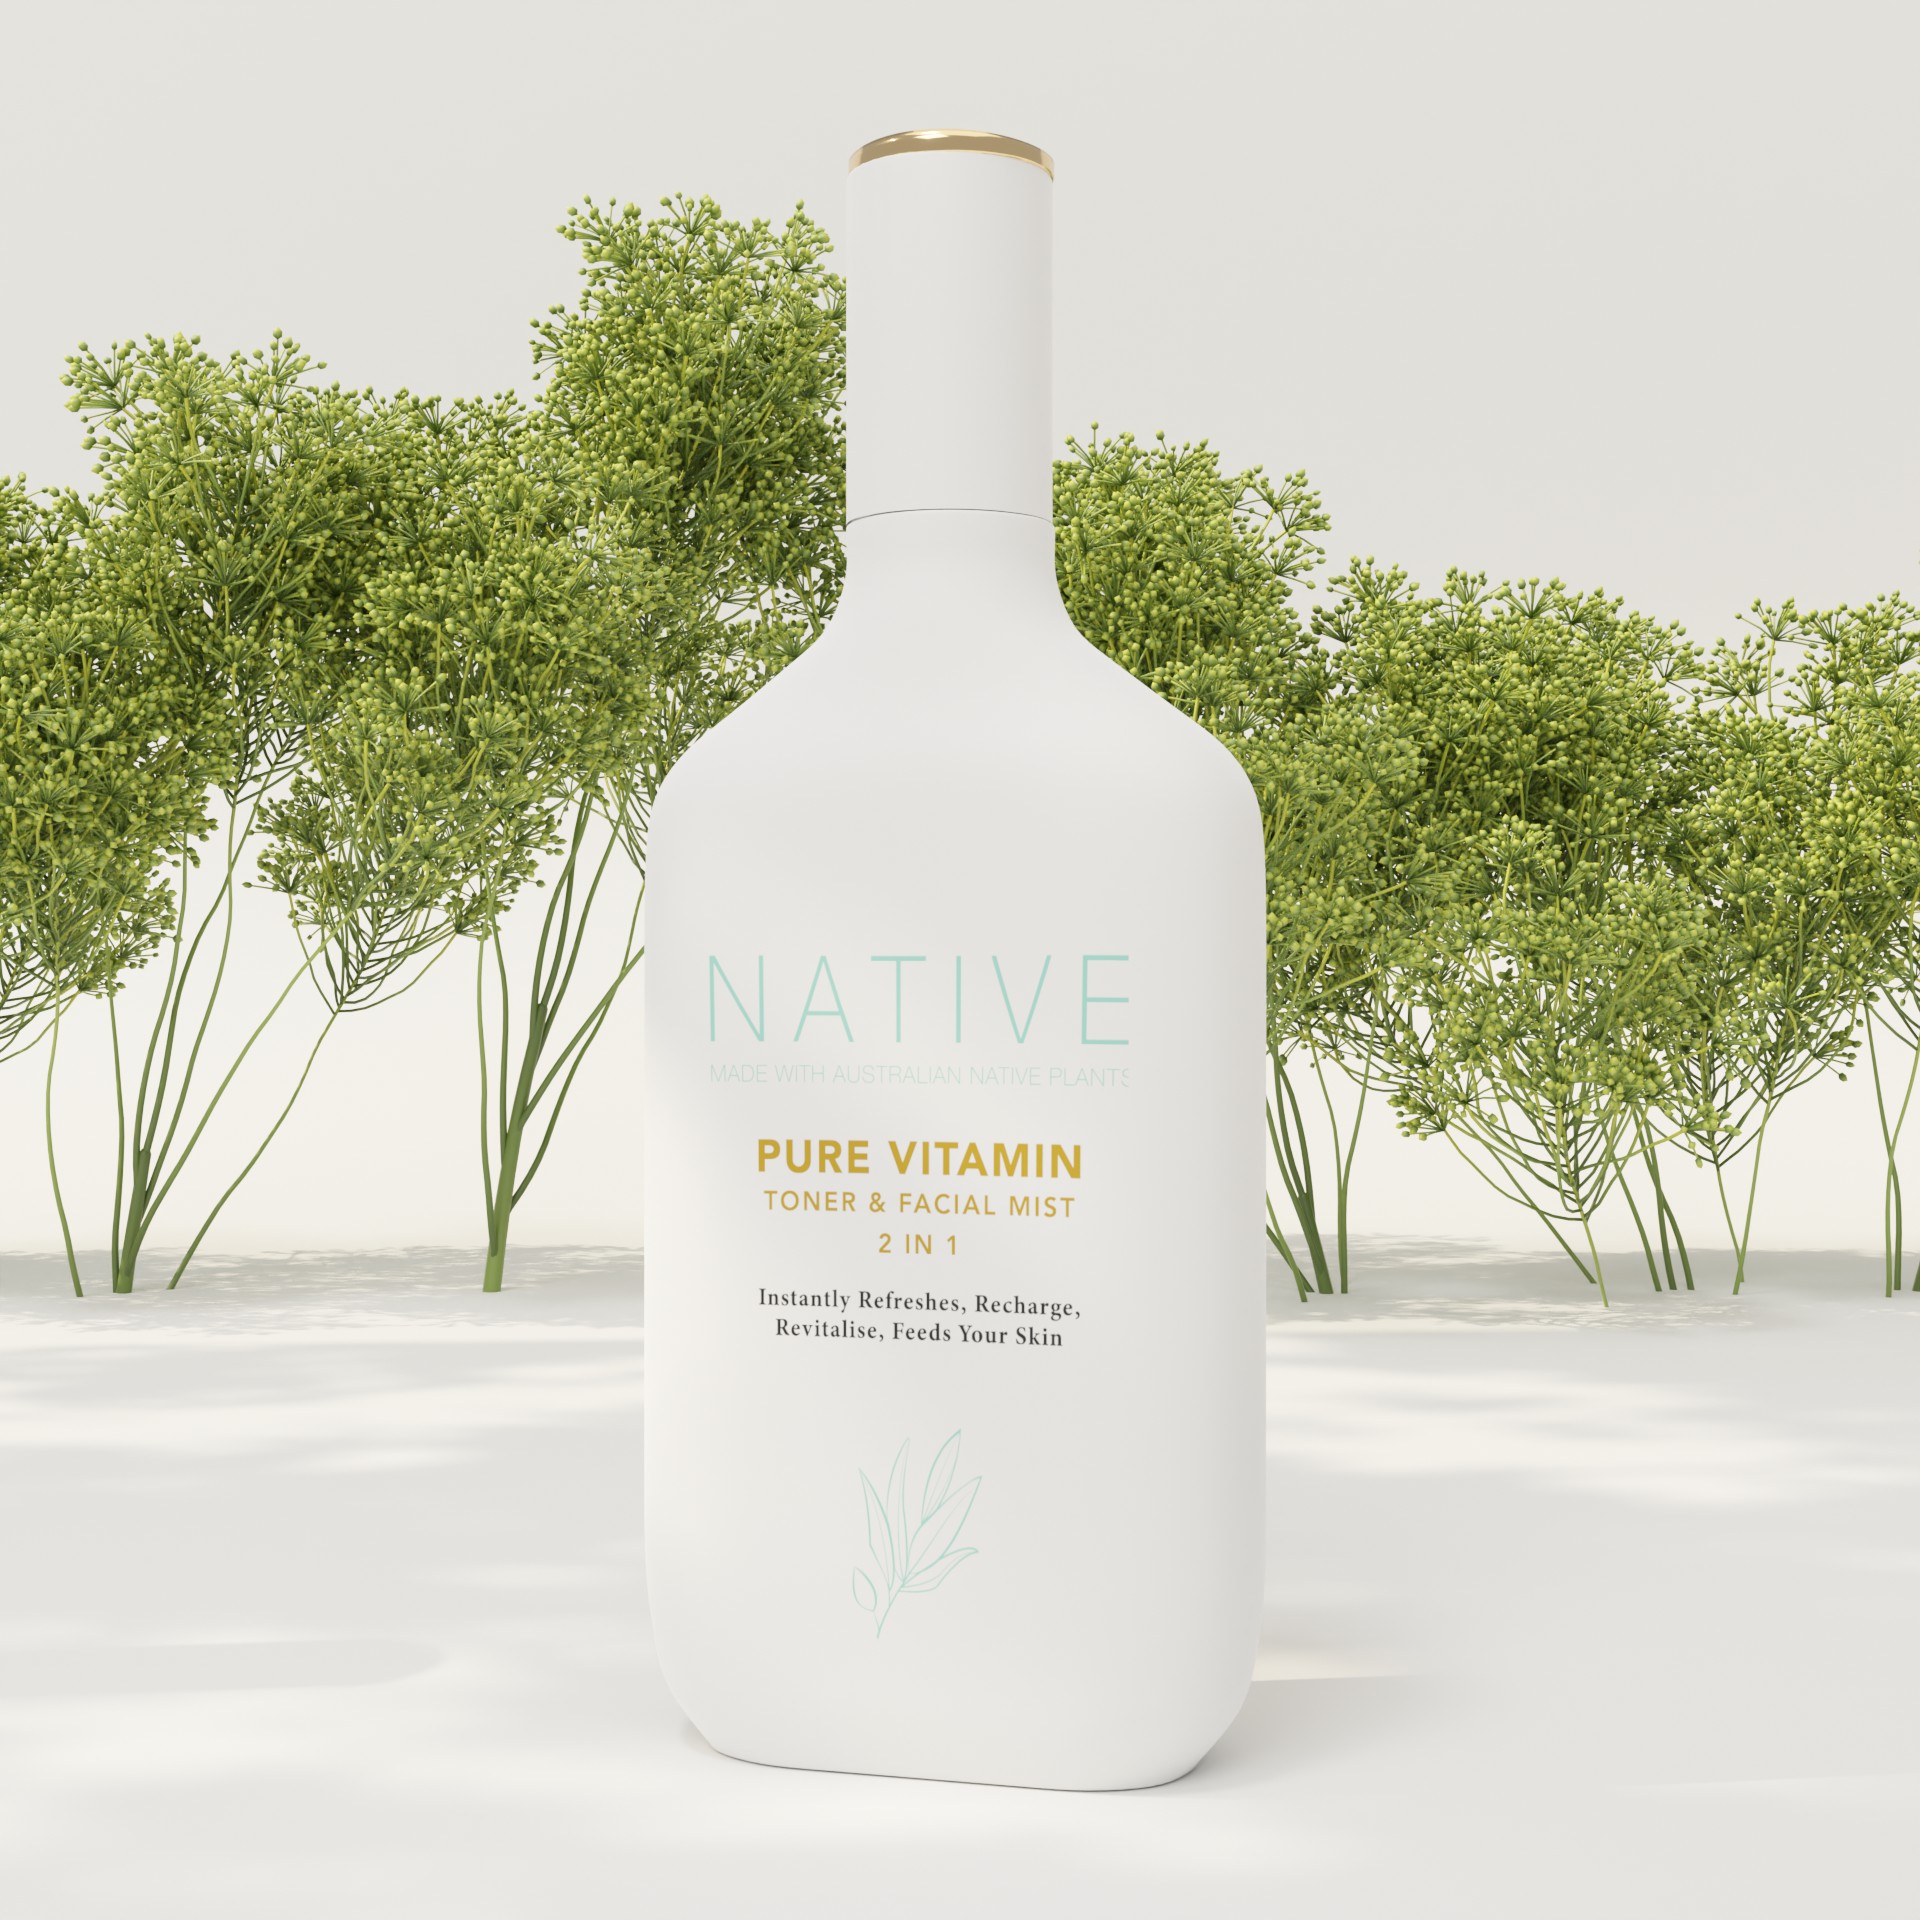 NATIVE
MADE WITH AUSTRALIAN NATIVE PLANTS
PURE VITAMIN
TONER & FACIAL MIST
2 IN 1
Instantly Refreshes, Recharge,
Revitalise, Feeds Your Skin